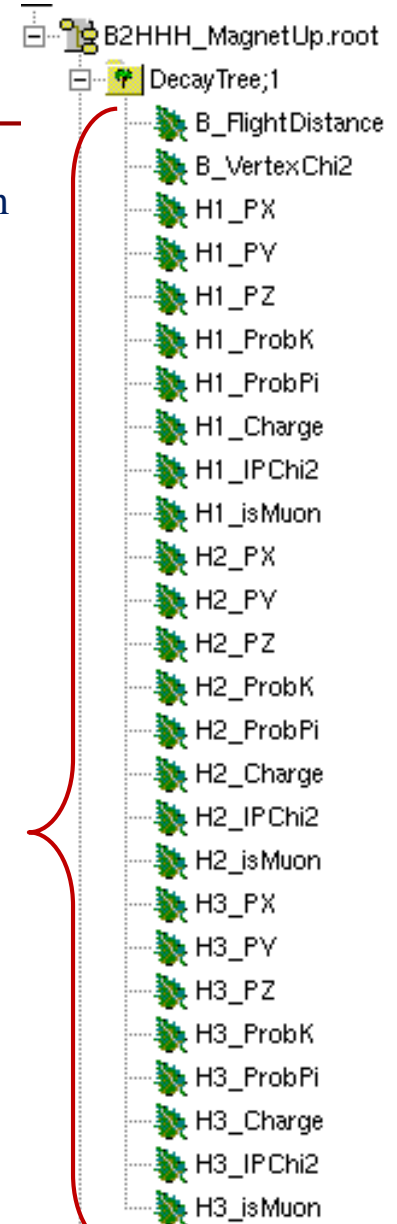 B2HHH_MagnetUp.root
DecayTree;1
B_FlightDistance
B_VertexChi2
H1_PX
H1_PY
H1_PZ
H1_ProbK
H1_ProbPi
H1_Charge
H1_IPChi2
H1_isMuon
H2_PX
H2_PY
H2_PZ
H2_ProbK
H2_ProbPi
H2_Charge
H2_IPChi2
H2_isMuon
H3_PX
H3_PY
H3_PZ
H3_ProbK
H3_ProbPi
H3_Charge
H3_IPChi2
H3_isMuon